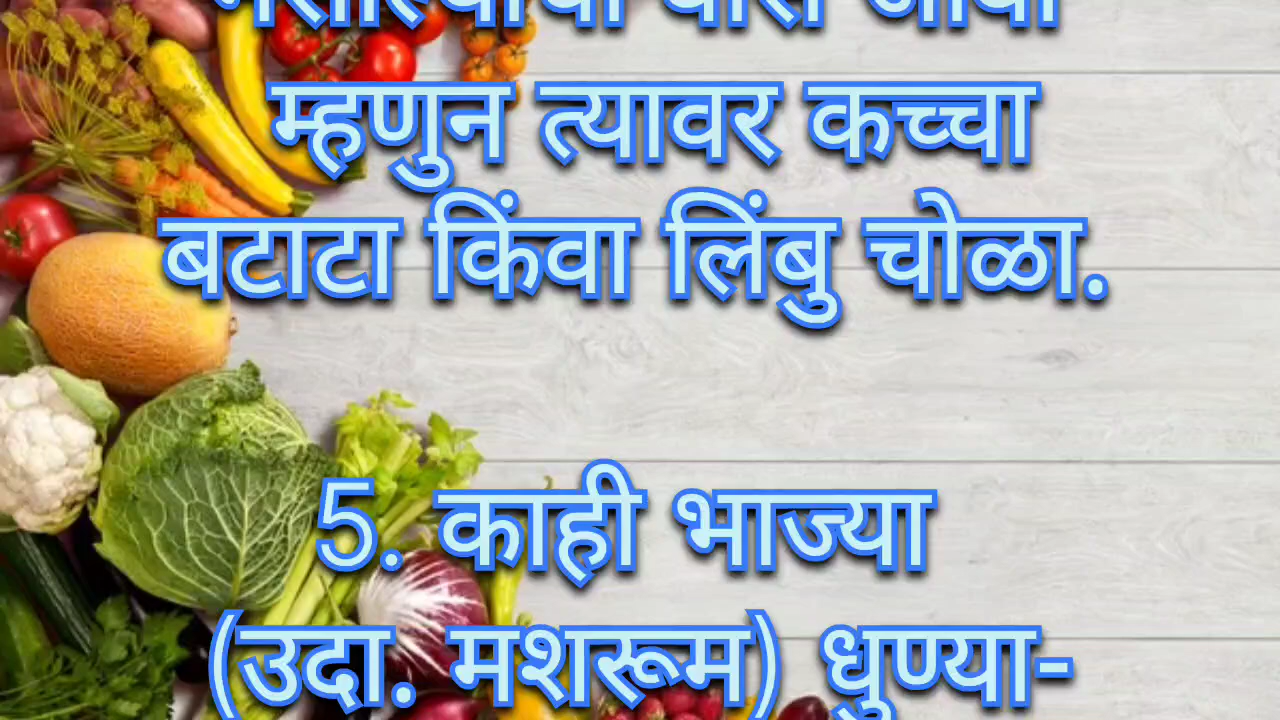 म्हणुन त्यावर कच्चा
बटाटा किंवा लिंबु चोळा.
5. काही भाज्या
(उदा. मशरूम) धुण्या-